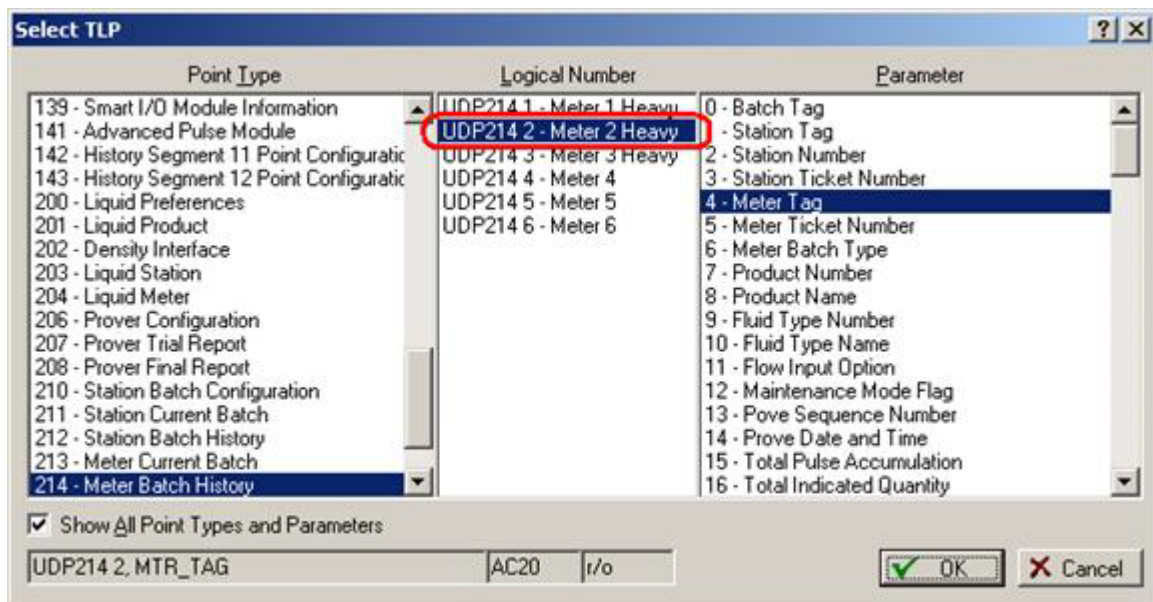 Select TLP
Point Type
139 - Smart I/O Module Information
141 - Advanced Pulse Module
142 - History Segment 11 Point Configuratic
143 - History Segment 12 Point Configuratic
200 - Liquid Preferences
201 - Liquid Product
202 - Density Interface
203 - Liquid Station
204 - Liquid Meter
206 - Prover Configuration
207 - Prover Trial Report
208 - Prover Final Report
210 - Station Batch Configuration
211 - Station Current Batch
212 - Station Batch History
213 - Meter Current Batch
214 - Meter Batch History
Logical Number
UDP214 1 - Meter 1 Heavy
UDP214 2 - Meter 2 Heavy
UDP214 3 - Meter 3 Heavy
UDP214 4 - Meter 4
UDP214 5 - Meter 5
UDP214 6 - Meter 6
Parameter
0 - Batch Tag
- Station Tag
2 - Station Number
3 - Station Ticket Number
4 - Meter Tag
5 - Meter Ticket Number
6 - Meter Batch Type
7 - Product Number
8 - Product Name
9 - Fluid Type Number
10 - Fluid Type Name
11 - Flow Input Option
12 - Maintenance Mode Flag
13 - Pove Sequence Number
14 - Prove Date and Time
15 - Total Pulse Accumulation
16 - Total Indicated Quantity
Show All Point Types and Parameters
UDP214 2, MTR_TAG AC20 r/o
OK Cancel